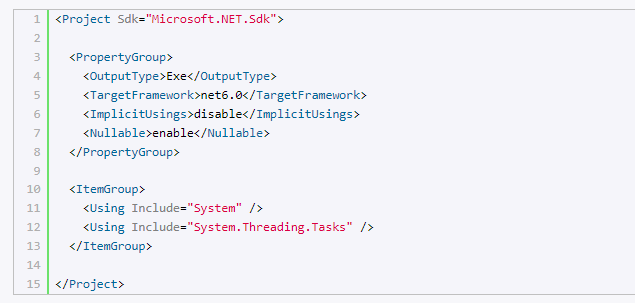 1 <Project Sdk="Microsoft.NET.Sdk">
2
3 <PropertyGroup>
4 <OutputType>Exe</OutputType>
5 <TargetFramework>net6.0</TargetFramework>
6 <ImplicitUsings>disable</ImplicitUsings>
7 <Nullable>enable</Nullable>
8 </PropertyGroup>
9
10 <ItemGroup>
11 <Using Include="System" />
12 <Using Include="System.Threading.Tasks" />
13 </ItemGroup>
14
15 </Project>